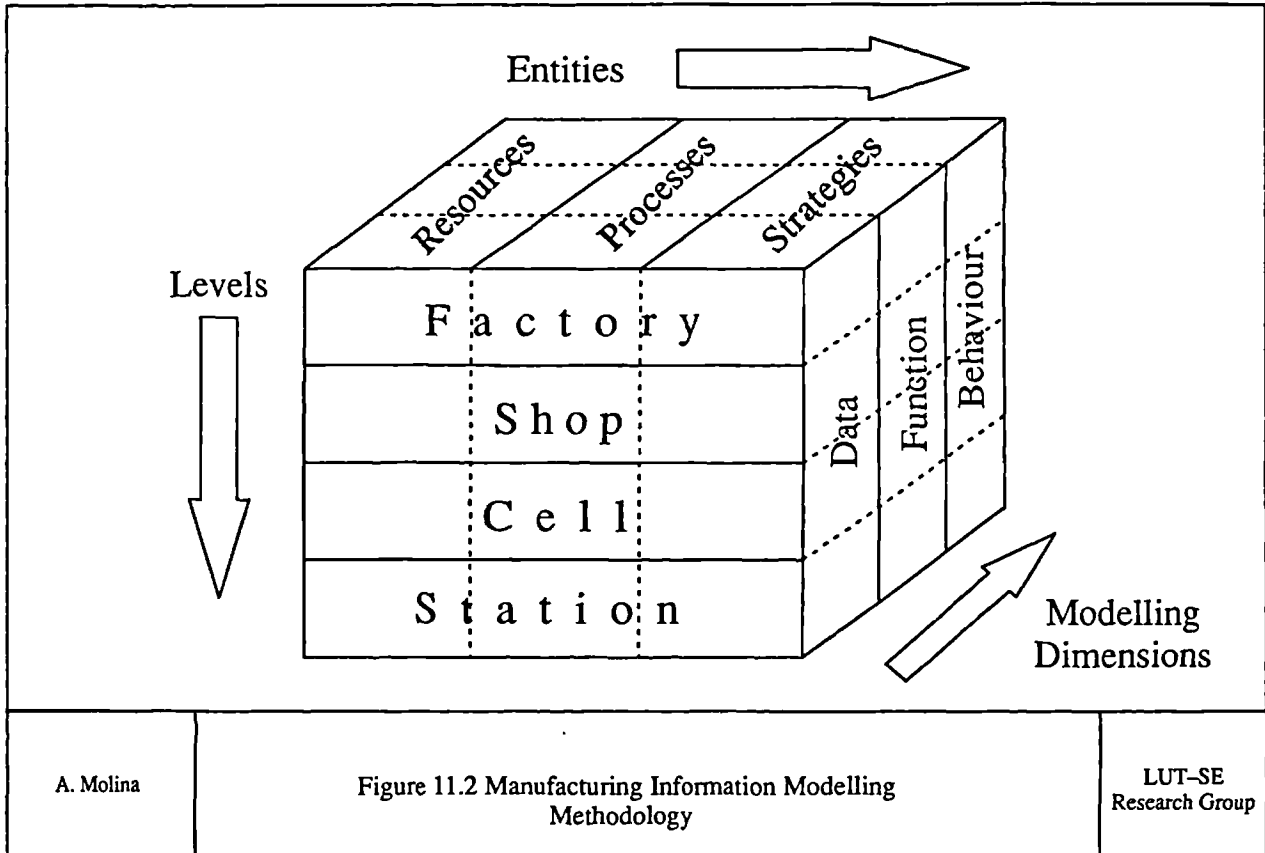 Entities
Resources
Processes
Strategies
Levels
Factory
Shop
Cell
Station
Data
Function
Behaviour
Modelling
Dimensions
A. Molina
Figure 11.2 Manufacturing Information Modelling
Methodology
LUT–SE
Research Group